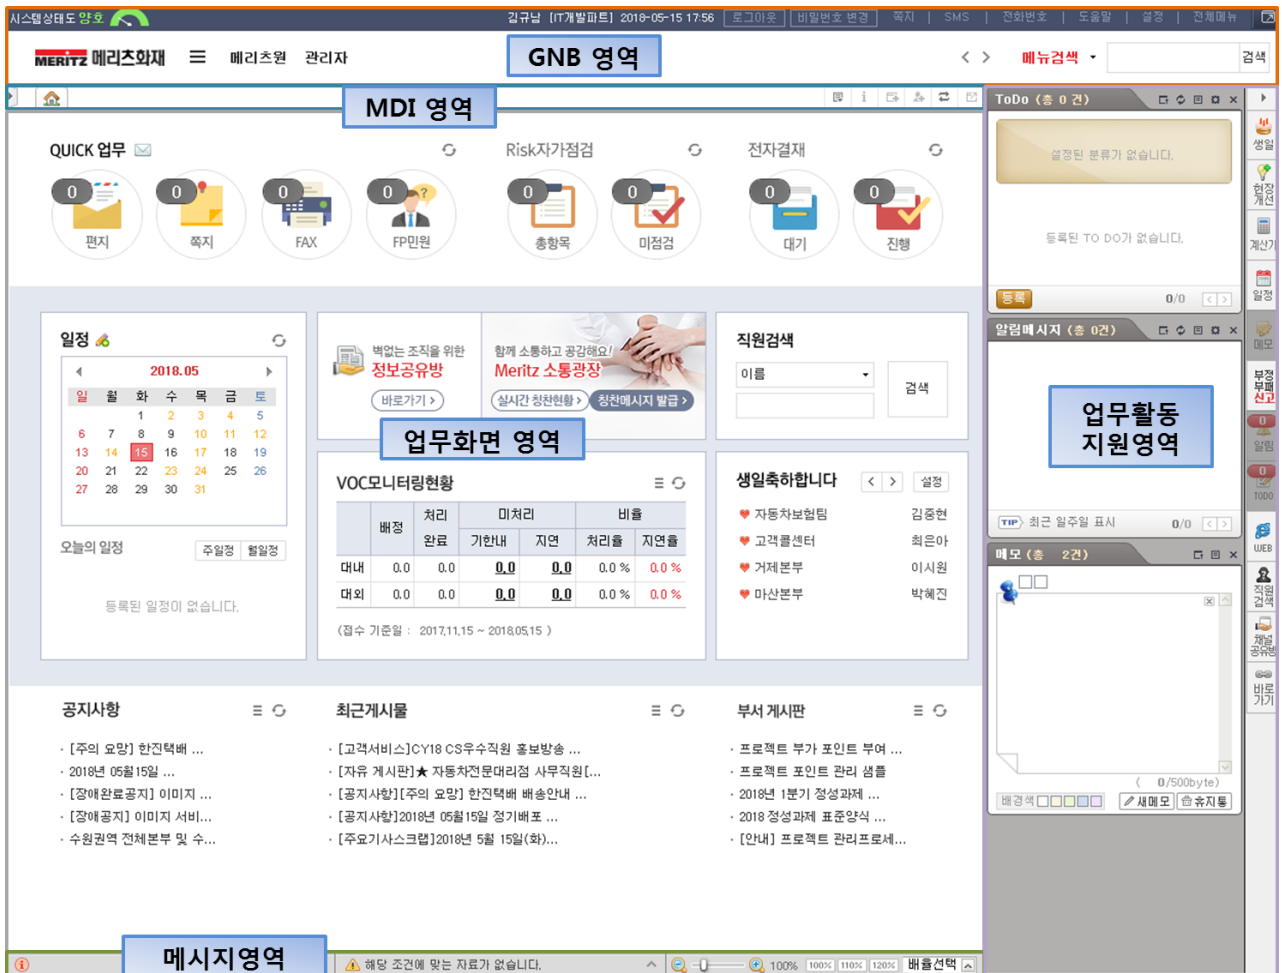 시스템상태도 양호
김규남 [IT개발파트] 2018-05-15 17:56 로그아웃 비밀번호 변경 쪽지 | SMS | 전화번호 | 도움말 | 설정 | 전체메뉴
MERITZ 메리츠화재 메리츠원 관리자 GNB 영역 메뉴검색 검색
MDI 영역
ToDo (총 0 건)
설정된 분류가 없습니다.
등록된 TO DO가 없습니다.
등록 0/0
QUICK 업무 Risk자가점검 전자결재
0 0 0 0 0 0 0 0
편지 쪽지 FAX FP민원 총항목 미점검 대기 진행
일정
2018.05
일 월 화 수 목 금 토
1 2 3 4 5
6 7 8 9 10 11 12
13 14 15 16 17 18 19
20 21 22 23 24 25 26
27 28 29 30 31
오늘의 일정 주일정 월일정
등록된 일정이 없습니다.
벽없는 조직을 위한
정보공유방
바로가기 >
함께 소통하고 공감해요!
Meritz 소통광장
실시간 칭찬현황 > 칭찬메시지 발급 >
업무화면 영역
직원검색
이름
검색
VOC모니터링현황
배정 처리완료 미처리 비율
기한내 지연 처리율 지연율
대내 0.0 0.0 0.0 0.0 0.0 % 0.0 %
대외 0.0 0.0 0.0 0.0 0.0 % 0.0 %
(접수 기준일 : 2017.11.15 ~ 2018.05.15 )
생일축하합니다 < > 설정
자동차보험팀 김중현
고객콜센터 최은아
거제본부 이시원
마산본부 박혜진
알림메시지 (총 0건)
업무활동
지원영역
TIP 최근 일주일 표시 0/0
메모 (총 2건)
( 0/500byte)
배경색 새메모 휴지통
생일
현장
개선
계산기
일정
메모
부정
부패
신고
0
알림
0
TODO
WEB
직원
검색
채널
공유방
바로
가기
공지사항
· [주의 요망] 한진택배 ...
· 2018년 05월15일 ...
· [장애완료공지] 이미지 ...
· [장애공지] 이미지 서비...
· 수원권역 전체본부 및 수...
최근게시물
· [고객서비스]CY18 CS우수직원 홍보방송 ...
· [자유 게시판]★ 자동차전문대리점 사무직원[...
· [공지사항][주의 요망] 한진택배 배송안내 ...
· [공지사항]2018년 05월15일 정기배포 ...
· [주요기사스크랩]2018년 5월 15일(화)...
부서 게시판
· 프로젝트 부가 포인트 부여 ...
· 프로젝트 포인트 관리 샘플
· 2018년 1분기 정성과제 ...
· 2018 정성과제 표준양식 ...
· [안내] 프로젝트 관리프로세...
메시지영역
해당 조건에 맞는 자료가 없습니다.
100% 100% 110% 120% 배율선택